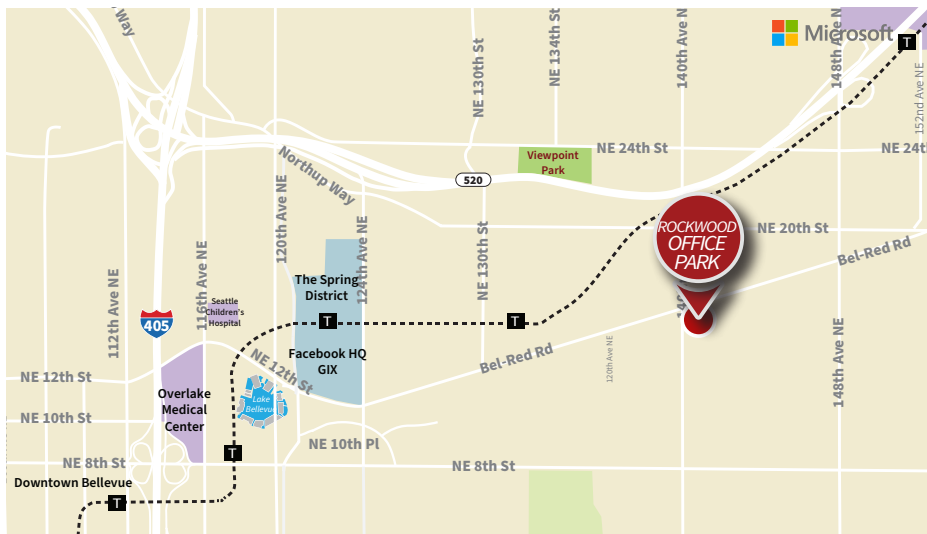 Way
NE 130th St
NE 134th St
140th Ave N
148th Ave N
Microsoft
T
152nd Ave NE
NE 24th St
NE 24t
Viewpoint
Park
Northup Way
520
120th Ave NE
124th Ave NE
NE 130th St
ROCKWOOD
OFFICE
PARK
NE 20th St
Bel-Red Rd
112th Ave NE
116th Ave NE
The Spring
District
Seattle
Children's
Hospital
405
T
T
Facebook HQ
GIX
Bel-Red Rd
120th Ave NE
148th Ave NE
NE 12th St
NE 12th St
Overlake
Medical
Center
Lake
Bellevue
NE 10th St
NE 10th Pl
T
NE 8th St
NE 8th St
Downtown Bellevue
T